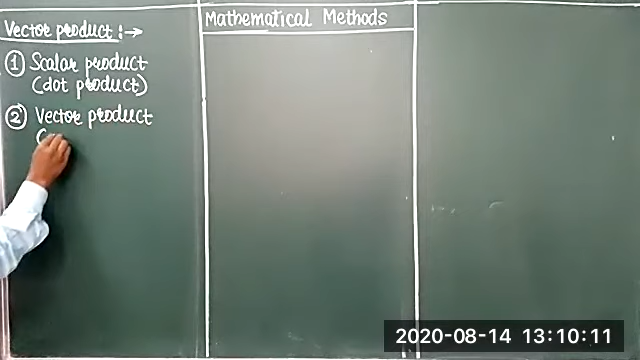 Mathematical Methods
Vector product :→
① Scalar product
(dot product)
② Vector product
(
2020-08-14 13:10:11